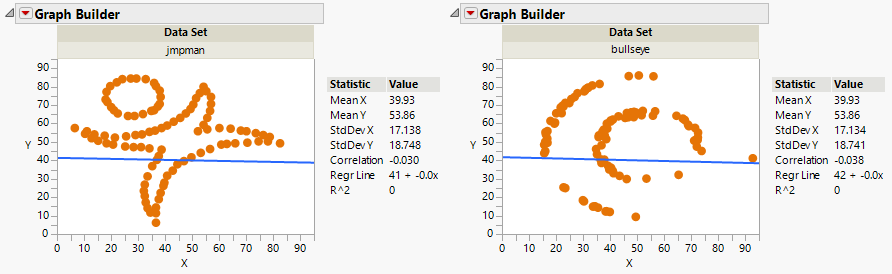 Graph Builder
Data Set
jmpman
90
80
70
60
50
40
30
20
10
0
Y
0 10 20 30 40 50 60 70 80 90
X
Statistic Value
Mean X 39.93
Mean Y 53.86
StdDev X 17.138
StdDev Y 18.748
Correlation -0.030
Regr Line 41 + -0.0x
R^2 0
Graph Builder
Data Set
bullseye
90
80
70
60
50
40
30
20
10
0
Y
0 10 20 30 40 50 60 70 80 90
X
Statistic Value
Mean X 39.93
Mean Y 53.86
StdDev X 17.134
StdDev Y 18.741
Correlation -0.038
Regr Line 42 + -0.0x
R^2 0